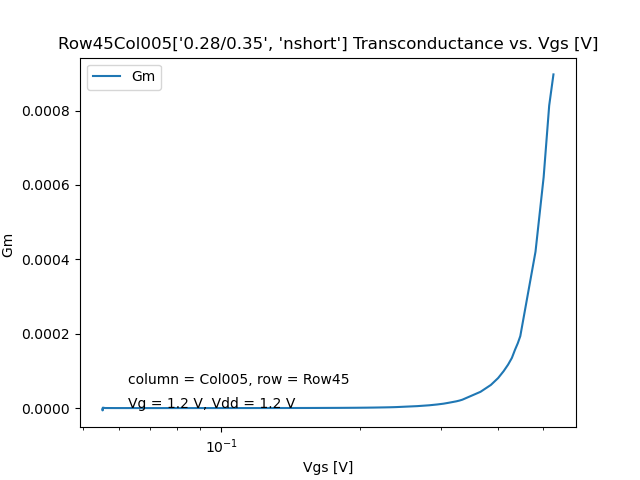 Row45Col005['0.28/0.35', 'nshort'] Transconductance vs. Vgs [V]
Gm
0.0008
0.0006
0.0004
0.0002
0.0000
Gm
column = Col005, row = Row45
Vg = 1.2 V, Vdd = 1.2 V
10⁻¹
Vgs [V]